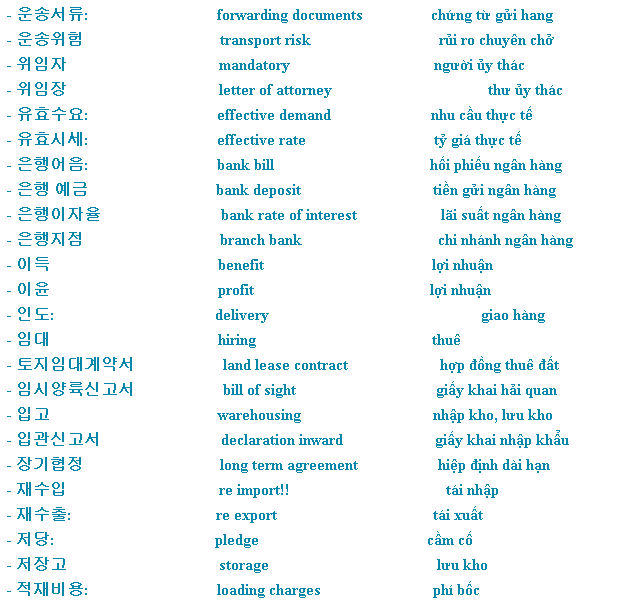 - 운송서류: forwarding documents chứng từ gửi hang
- 운송위험 transport risk rủi ro chuyên chở
- 위임자 mandatory người ủy thác
- 위임장 letter of attorney thư ủy thác
- 유효수요: effective demand nhu cầu thực tế
- 유효시세: effective rate tỷ giá thực tế
- 은행어음: bank bill hối phiếu ngân hàng
- 은행 예금 bank deposit tiền gửi ngân hàng
- 은행이자율 bank rate of interest lãi suất ngân hàng
- 은행지점 branch bank chi nhánh ngân hàng
- 이득 benefit lợi nhuận
- 이윤 profit lợi nhuận
- 인도: delivery giao hàng
- 임대 hiring thuê
- 토지임대계약서 land lease contract hợp đồng thuê đất
- 임시양륙신고서 bill of sight giấy khai hải quan
- 입고 warehousing nhập kho, lưu kho
- 입관신고서 declaration inward giấy khai nhập khẩu
- 장기협정 long term agreement hiệp định dài hạn
- 재수입 re import!! tái nhập
- 재수출: re export tái xuất
- 저당: pledge cầm cố
- 저장고 storage lưu kho
- 적재비용: loading charges phí bốc